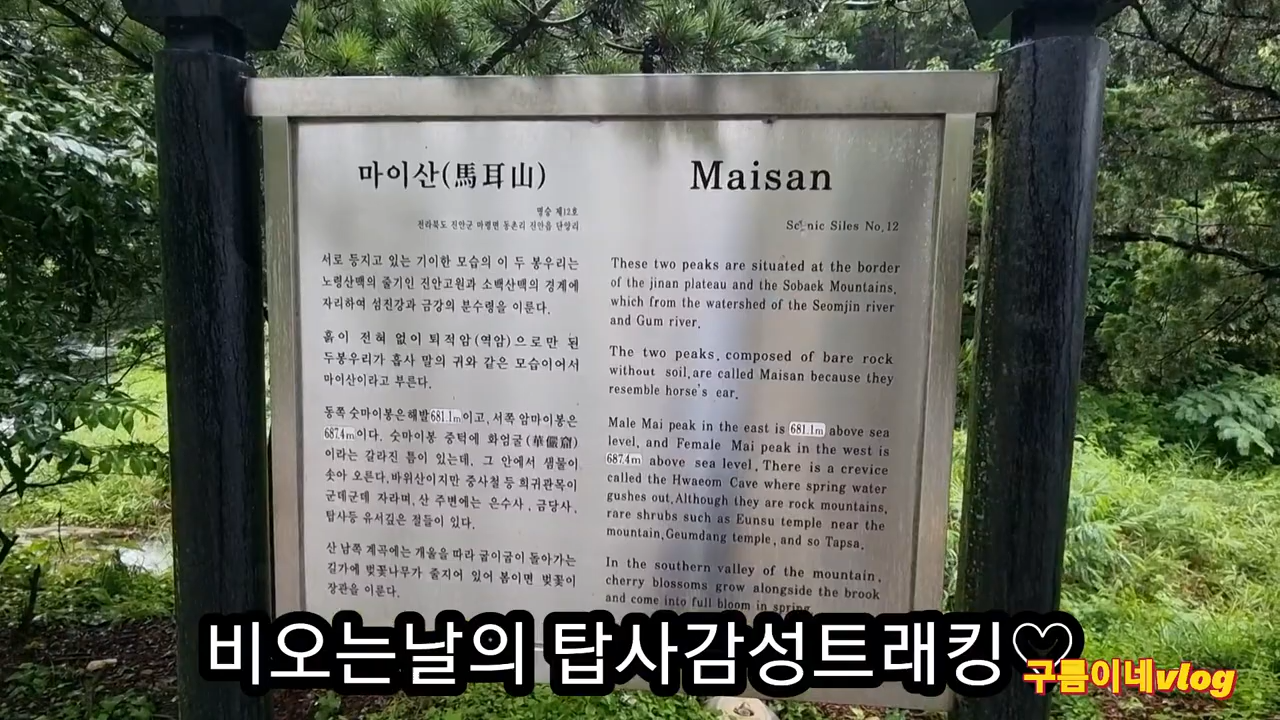 마이산(馬耳山)
명승 제12호
전라북도 진안군 마령면 동촌리 진안읍 단양리
서로 등지고 있는 기이한 모습의 이 두 봉우리는
노령산맥의 줄기인 진안고원과 소백산맥의 경계에
자리하여 섬진강과 금강의 분수령을 이룬다.
흙이 전혀 없이 퇴적암(역암)으로만 된
두봉우리가 흡사 말의 귀와 같은 모습이어서
마이산이라고 부른다.
동쪽 숫마이봉은 해발 681.1m이고, 서쪽 암마이봉은
687.4m이다. 숫마이봉 중턱에 화엄굴(華儼窟)
이라는 갈라진 틈이 있는데, 그 안에서 샘물이
솟아 오른다. 바위산이지만 중사철 등 희귀관목이
군데군데 자라며, 산 주변에는 은수사, 금당사,
탑사등 유서깊은 절들이 있다.
산 남쪽 계곡에는 개울을 따라 굽이굽이 돌아가는
길가에 벚꽃나무가 줄지어 있어 봄이면 벚꽃이
장관을 이룬다.
Maisan
Scenic Siles No.12
These two peaks are situated at the border
of the jinan plateau and the Sobaek Mountains,
which from the watershed of the Seomjin river
and Gum river.
The two peaks, composed of bare rock
without soil,are called Maisan because they
resemble horse's ear.
Male Mai peak in the east is 681.1m above sea
level, and Female Mai peak in the west is
687.4m above sea level, There is a crevice
called the Hwaeom Cave where spring water
gushes out,Although they are rock mountains,
rare shrubs such as Eunsu temple near the
mountain,Geumdang temple, and so Tapsa,
In the southern valley of the mountain,
cherry blossoms grow alongside the brook
and come into full bloom in spring.
비오는날의 탑사감성트래킹♡
구름이네vlog